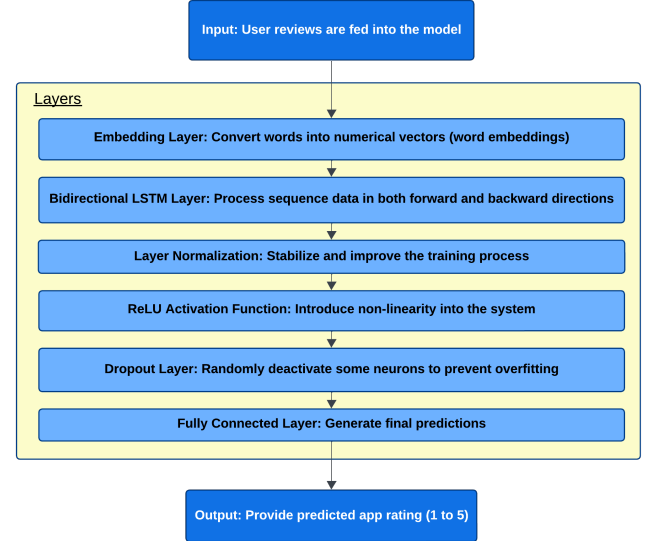 Input: User reviews are fed into the model
Layers
Embedding Layer: Convert words into numerical vectors (word embeddings)
Bidirectional LSTM Layer: Process sequence data in both forward and backward directions
Layer Normalization: Stabilize and improve the training process
ReLU Activation Function: Introduce non-linearity into the system
Dropout Layer: Randomly deactivate some neurons to prevent overfitting
Fully Connected Layer: Generate final predictions
Output: Provide predicted app rating (1 to 5)